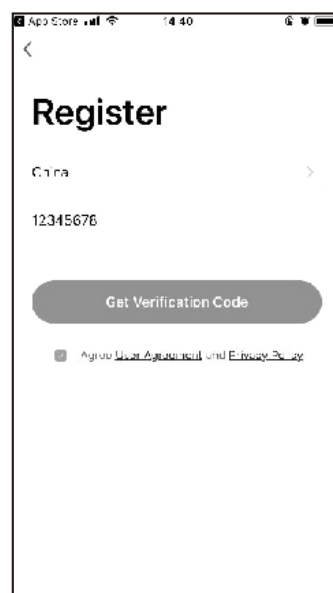 App Store 14:40
Register
China
12345678
Get Verification Code
Agree User Agreement and Privacy Policy